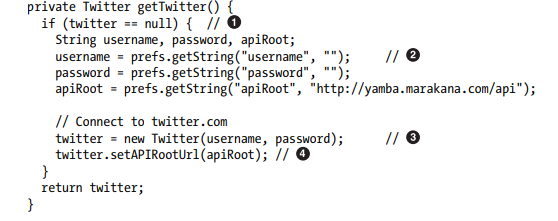 private Twitter getTwitter() {
  if (twitter == null) {  // ❶
    String username, password, apiRoot;
    username = prefs.getString("username", "");      // ❷
    password = prefs.getString("password", "");
    apiRoot = prefs.getString("apiRoot", "http://yamba.marakana.com/api");

    // Connect to twitter.com
    twitter = new Twitter(username, password);      // ❸
    twitter.setAPIRootUrl(apiRoot); // ❹
  }
  return twitter;
}